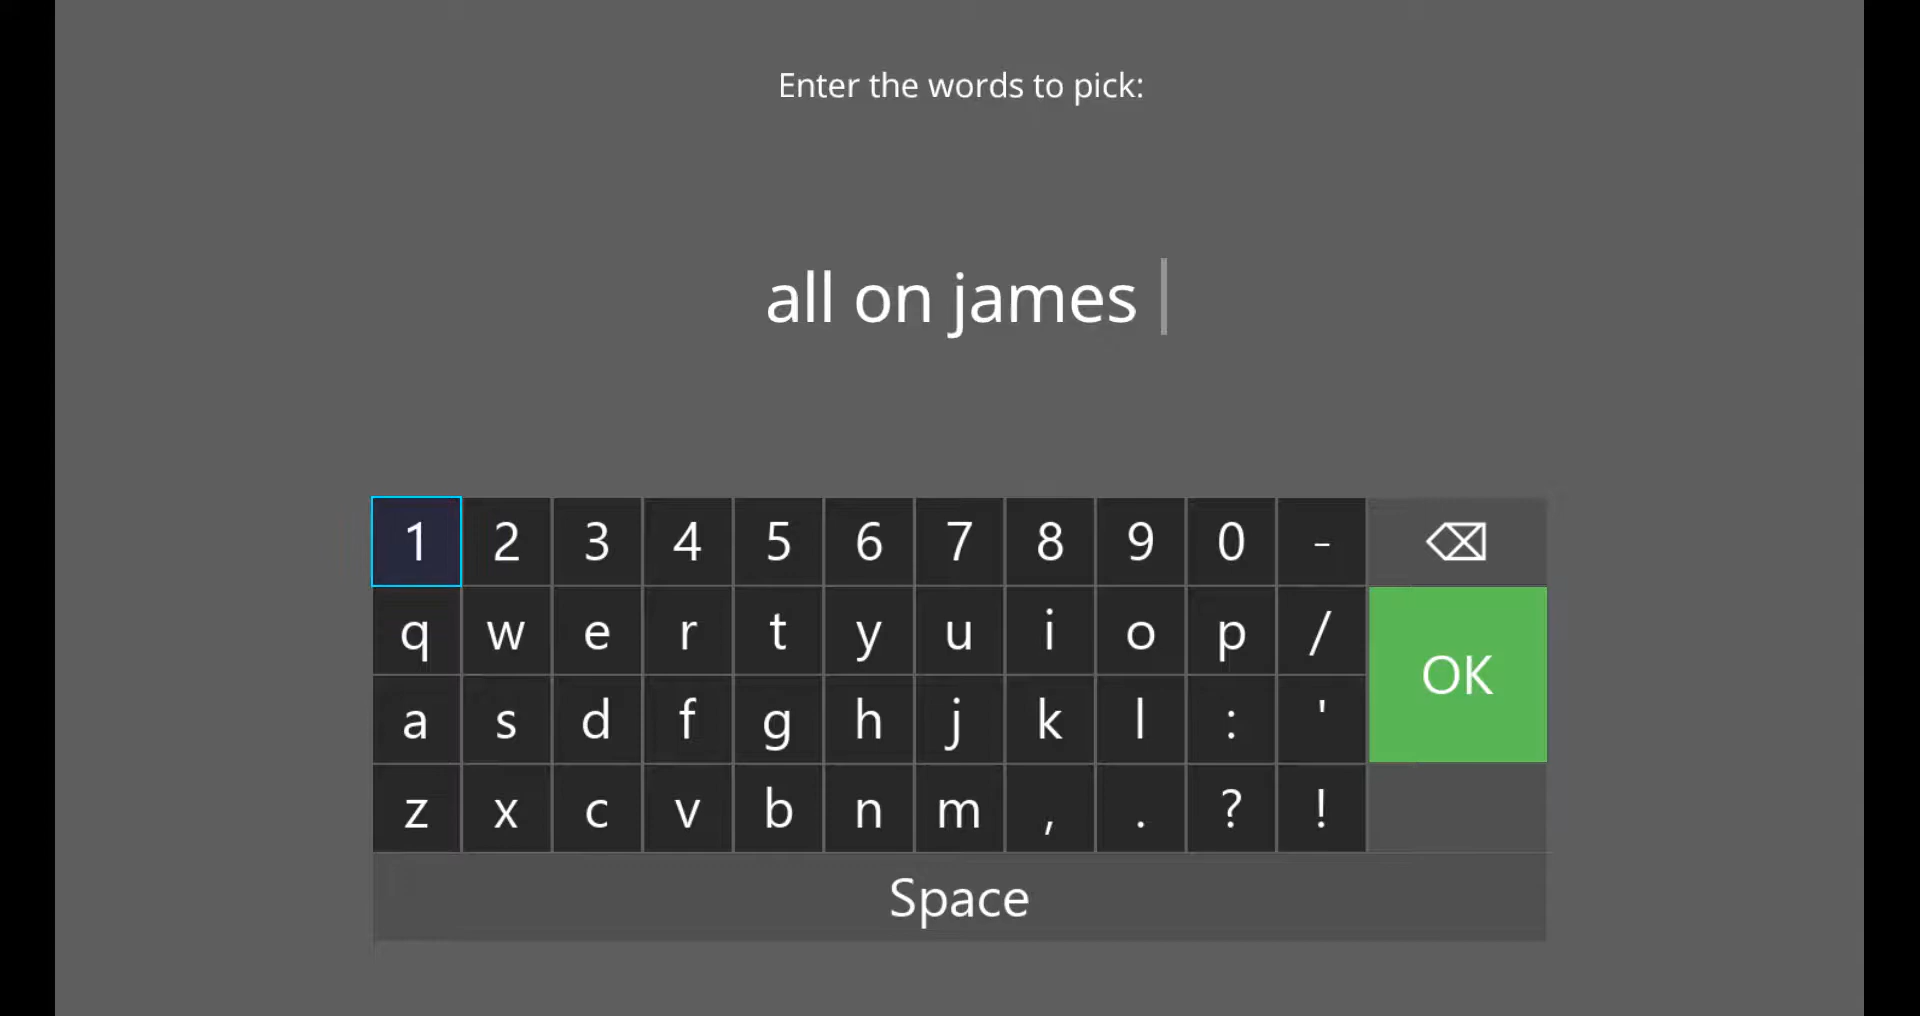 Enter the words to pick:
all on james
1 2 3 4 5 6 7 8 9 0 - ⌫
q w e r t y u i o p /
OK
a s d f g h j k l : '
z x c v b n m , . ? !
Space